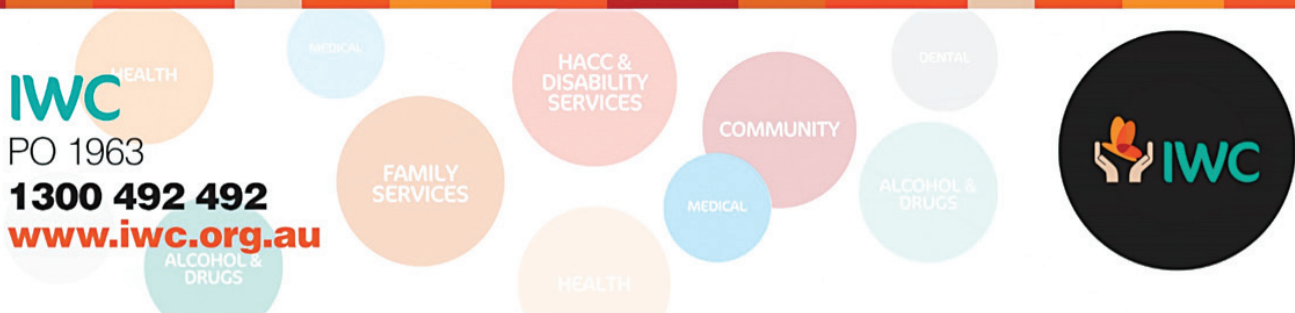 IWC
PO 1963
1300 492 492
www.iwc.org.au
HEALTH
MEDICAL
ALCOHOL &
DRUGS
FAMILY
SERVICES
HACC &
DISABILITY
SERVICES
HEALTH
COMMUNITY
MEDICAL
DENTAL
ALCOHOL &
DRUGS
IWC